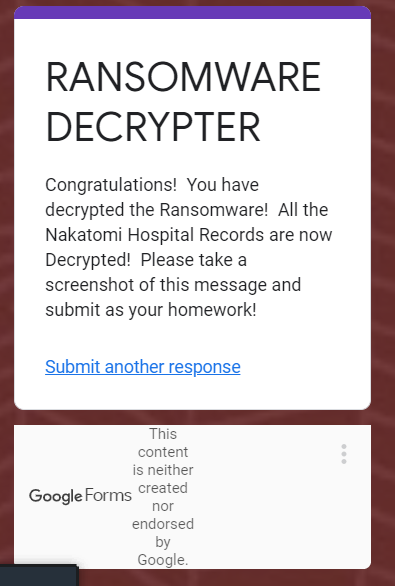 RANSOMWARE
DECRYPTER
Congratulations!  You have
decrypted the Ransomware!  All the
Nakatomi Hospital Records are now
Decrypted!  Please take a
screenshot of this message and
submit as your homework!
Submit another response
This
content
is neither
created
Google Forms
nor
endorsed
by
Google.